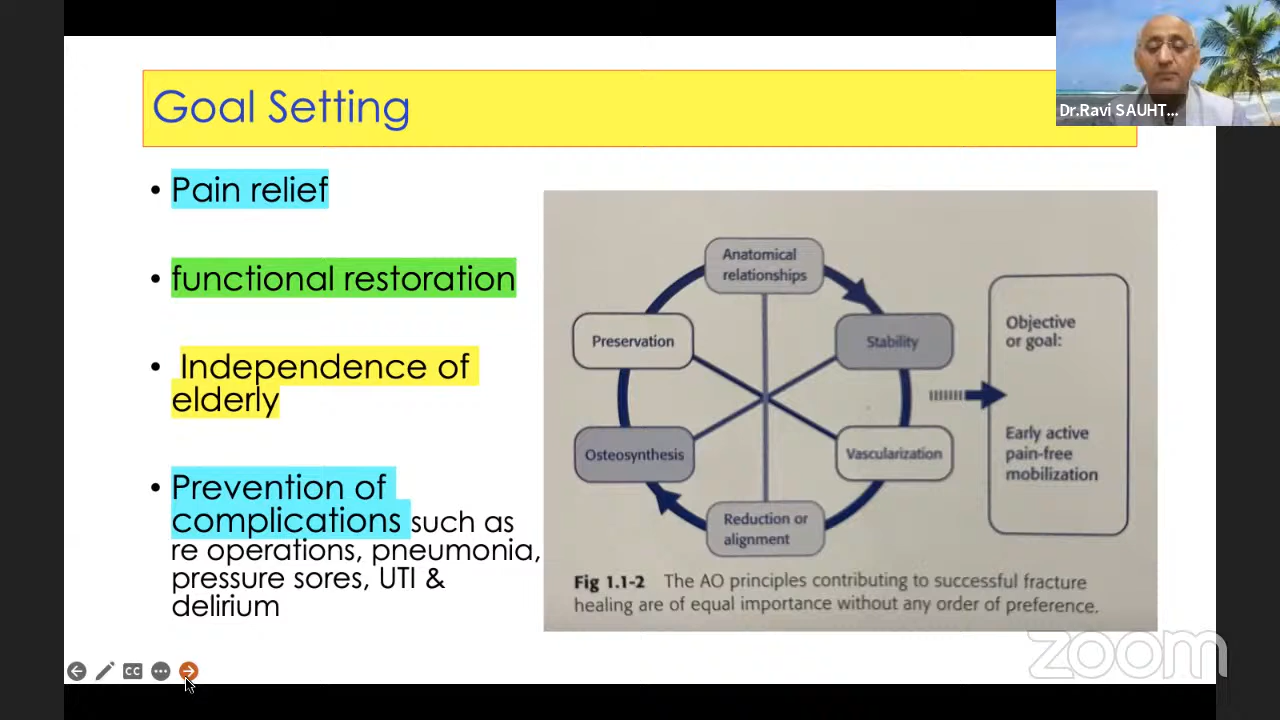 Goal Setting
Dr.Ravi SAUHT...
• Pain relief
• functional restoration
• Independence of
elderly
• Prevention of
complications such as
re operations, pneumonia,
pressure sores, UTI &
delirium
Anatomical
relationships
Preservation
Stability
Osteosynthesis
Vascularization
Reduction or
alignment
Objective
or goal:
Early active
pain-free
mobilization
Fig 1.1-2 The AO principles contributing to successful fracture
healing are of equal importance without any order of preference.
CC
zoom